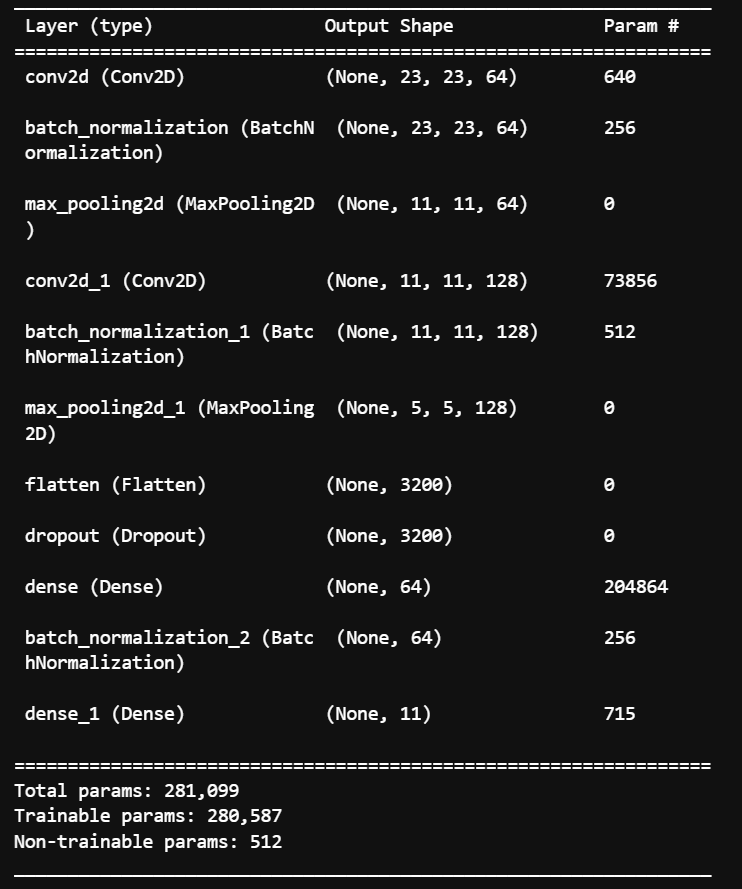 Layer (type) Output Shape Param #
=================================================================
conv2d (Conv2D) (None, 23, 23, 64) 640
batch_normalization (BatchN (None, 23, 23, 64) 256
ormalization)
max_pooling2d (MaxPooling2D (None, 11, 11, 64) 0
)
conv2d_1 (Conv2D) (None, 11, 11, 128) 73856
batch_normalization_1 (Batc (None, 11, 11, 128) 512
hNormalization)
max_pooling2d_1 (MaxPooling (None, 5, 5, 128) 0
2D)
flatten (Flatten) (None, 3200) 0
dropout (Dropout) (None, 3200) 0
dense (Dense) (None, 64) 204864
batch_normalization_2 (Batc (None, 64) 256
hNormalization)
dense_1 (Dense) (None, 11) 715
=================================================================
Total params: 281,099
Trainable params: 280,587
Non-trainable params: 512